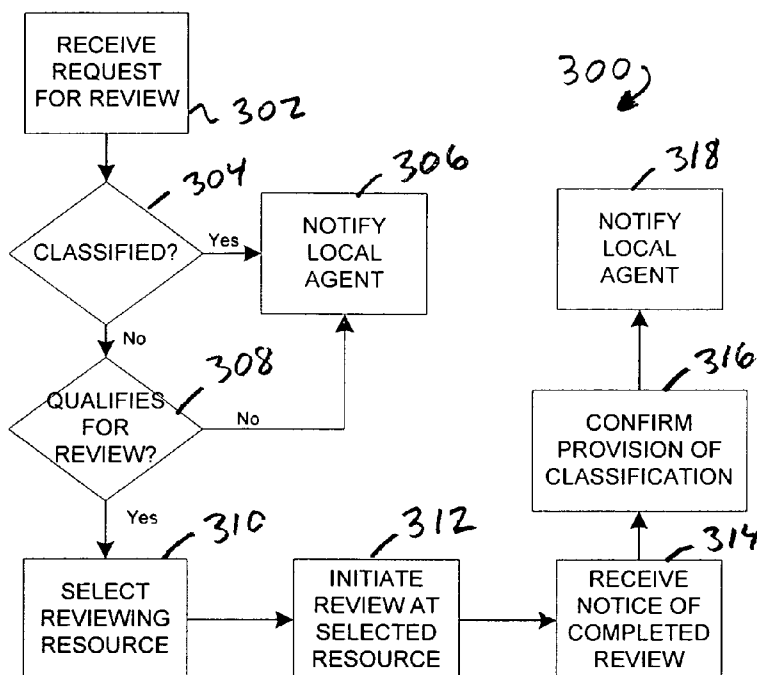 RECEIVE
REQUEST
FOR REVIEW
302
300
304
CLASSIFIED?
Yes
306
NOTIFY
LOCAL
AGENT
318
NOTIFY
LOCAL
AGENT
No
308
QUALIFIES
FOR
REVIEW?
No
316
CONFIRM
PROVISION OF
CLASSIFICATION
Yes
310
SELECT
REVIEWING
RESOURCE
312
INITIATE
REVIEW AT
SELECTED
RESOURCE
314
RECEIVE
NOTICE OF
COMPLETED
REVIEW